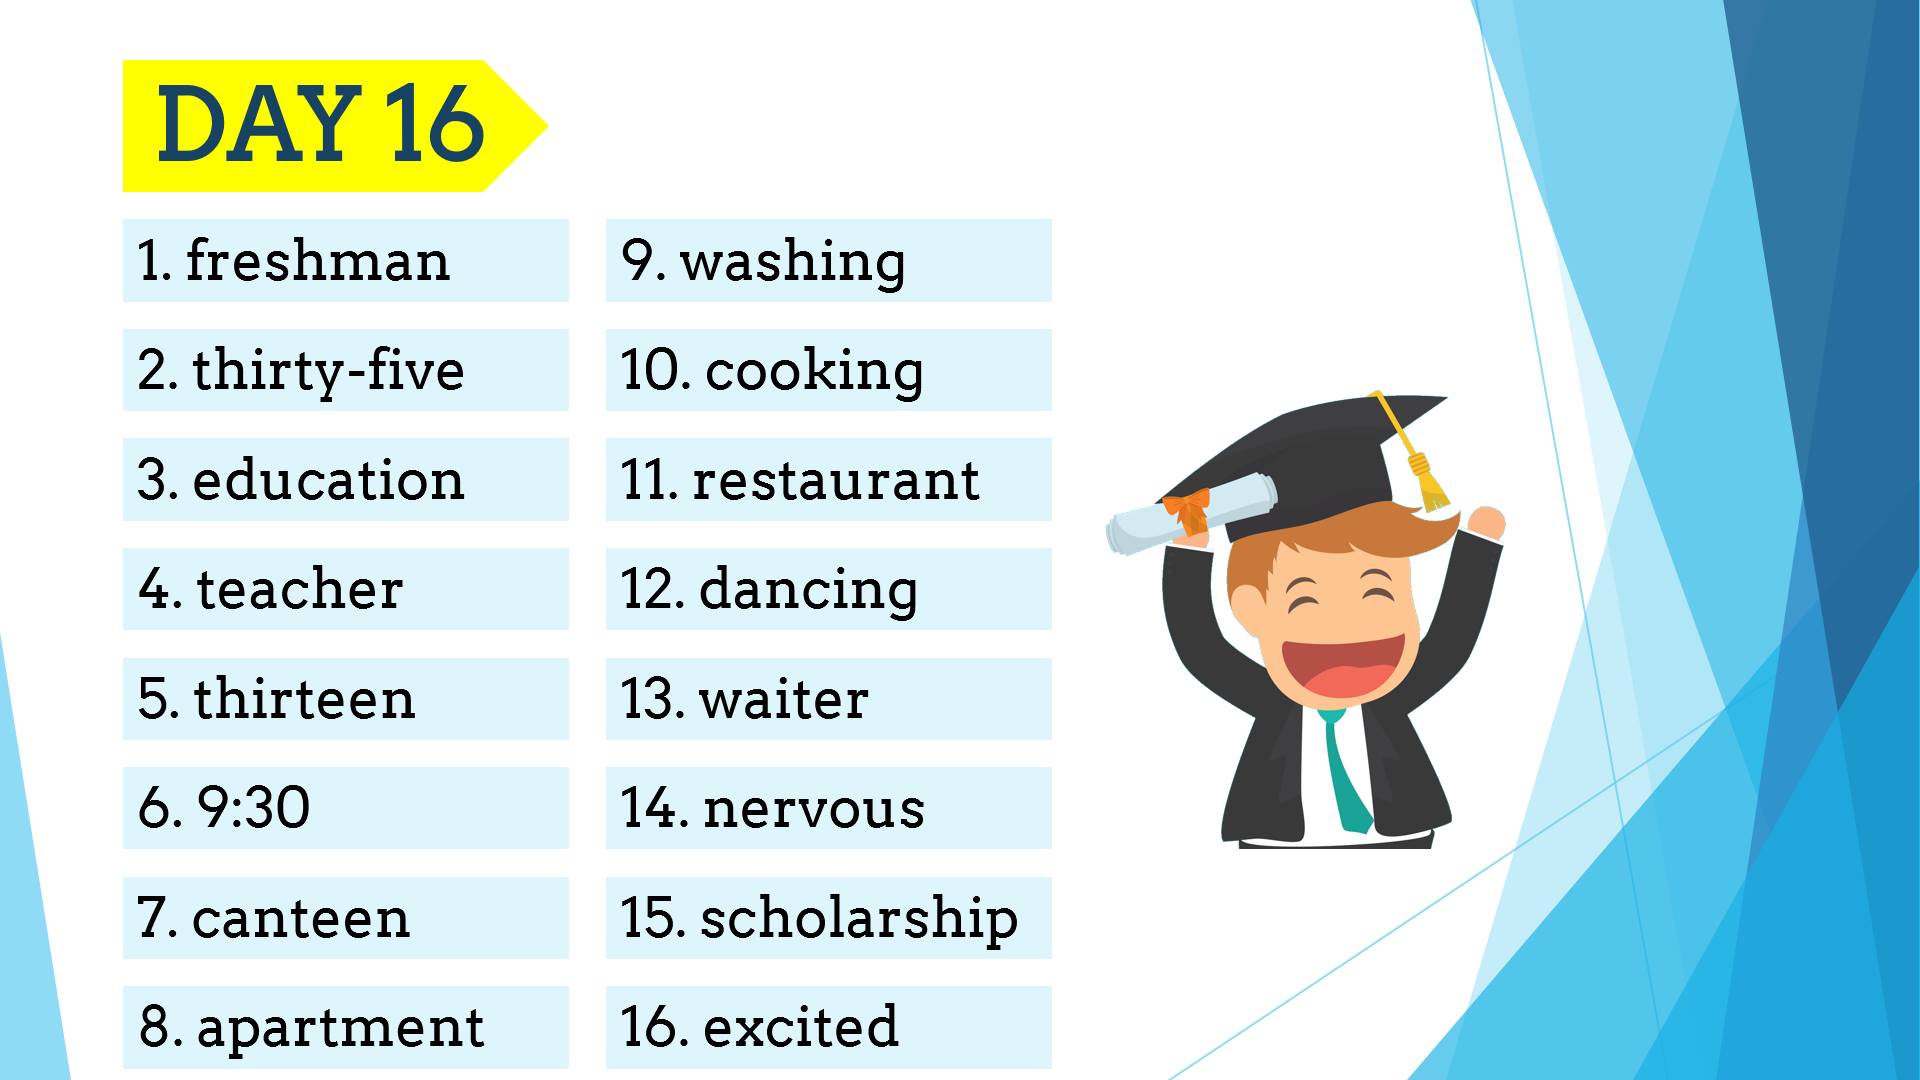 DAY 16
1. freshman
2. thirty-five
3. education
4. teacher
5. thirteen
6. 9:30
7. canteen
8. apartment
9. washing
10. cooking
11. restaurant
12. dancing
13. waiter
14. nervous
15. scholarship
16. excited